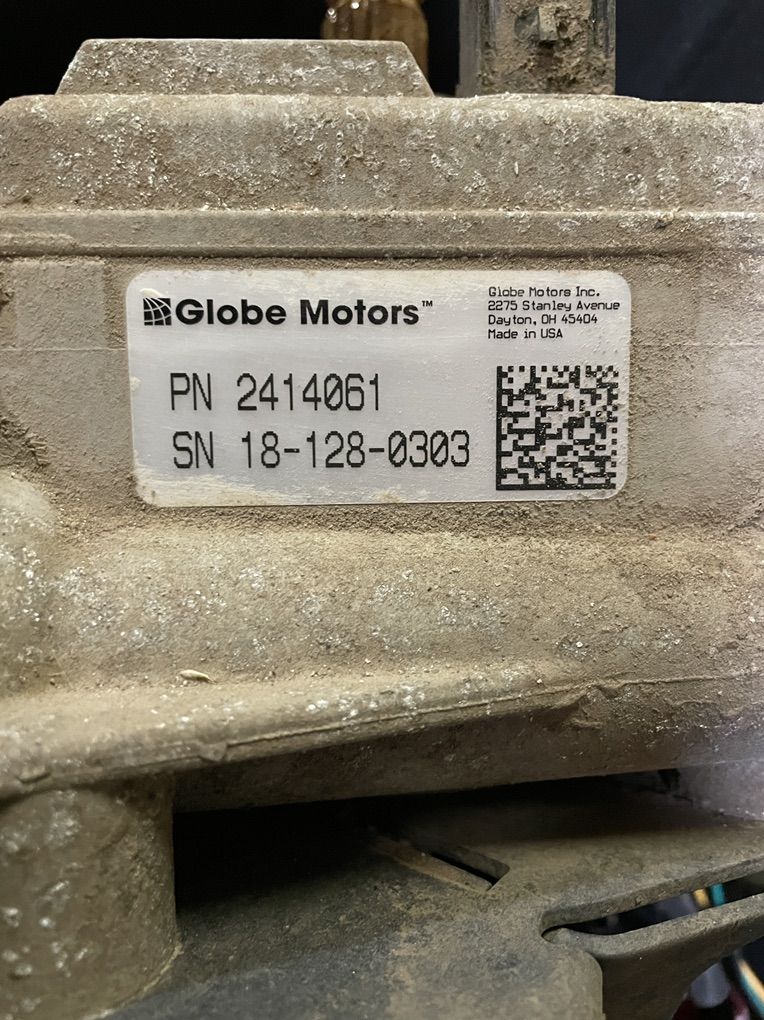 Globe Motors™
Globe Motors Inc.
2275 Stanley Avenue
Dayton, OH 45404
Made in USA
PN 2414061
SN 18-128-0303